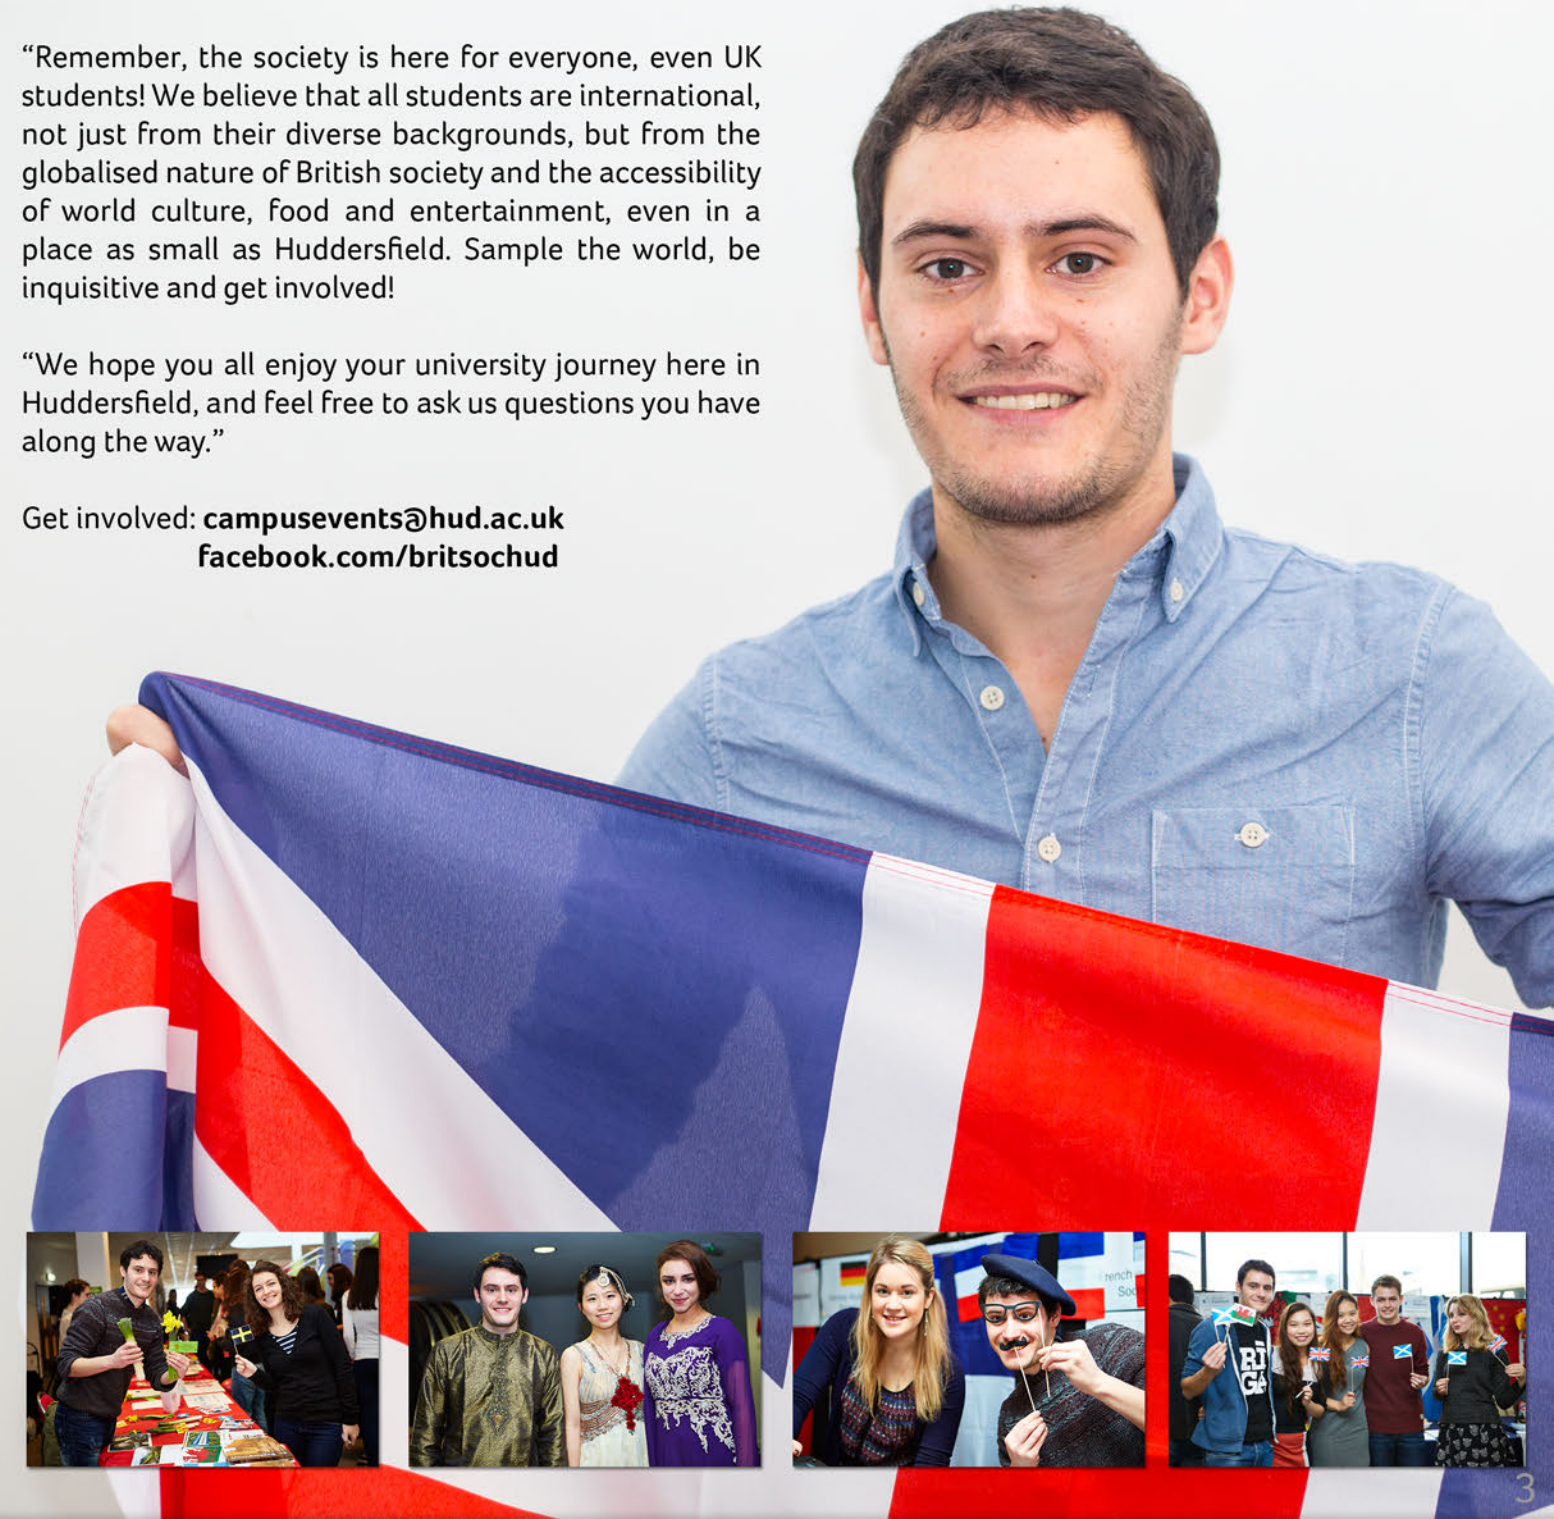 “Remember, the society is here for everyone, even UK
students! We believe that all students are international,
not just from their diverse backgrounds, but from the
globalised nature of British society and the accessibility
of world culture, food and entertainment, even in a
place as small as Huddersfield. Sample the world, be
inquisitive and get involved!
“We hope you all enjoy your university journey here in
Huddersfield, and feel free to ask us questions you have
along the way.”
Get involved: campusevents@hud.ac.uk
facebook.com/britsochud
rench
Soc
RI
GA
3